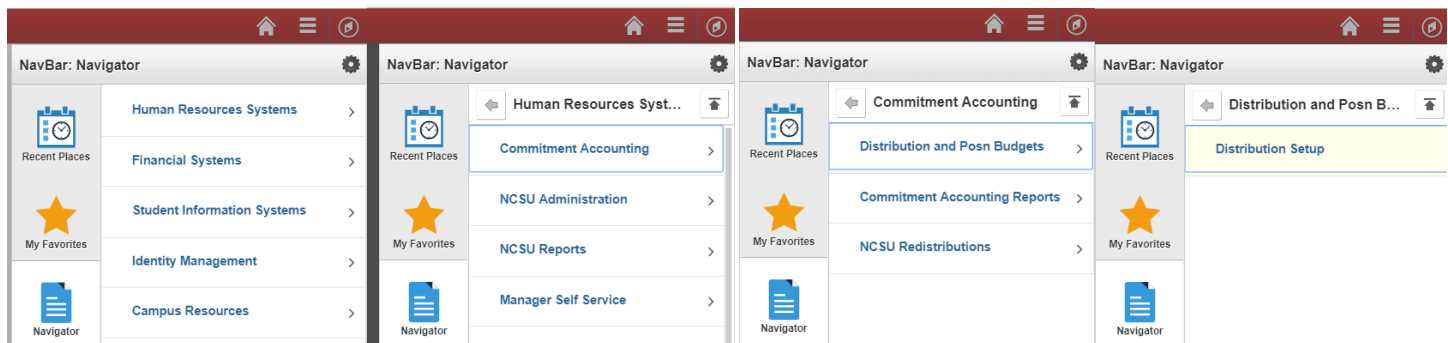 NavBar: Navigator
Recent Places
My Favorites
Navigator
Human Resources Systems
Financial Systems
Student Information Systems
Identity Management
Campus Resources
NavBar: Navigator
Recent Places
My Favorites
Navigator
Human Resources Syst...
Commitment Accounting
NCSU Administration
NCSU Reports
Manager Self Service
NavBar: Navigator
Recent Places
My Favorites
Navigator
Commitment Accounting
Distribution and Posn Budgets
Commitment Accounting Reports
NCSU Redistributions
NavBar: Navigator
Recent Places
My Favorites
Navigator
Distribution and Posn B...
Distribution Setup